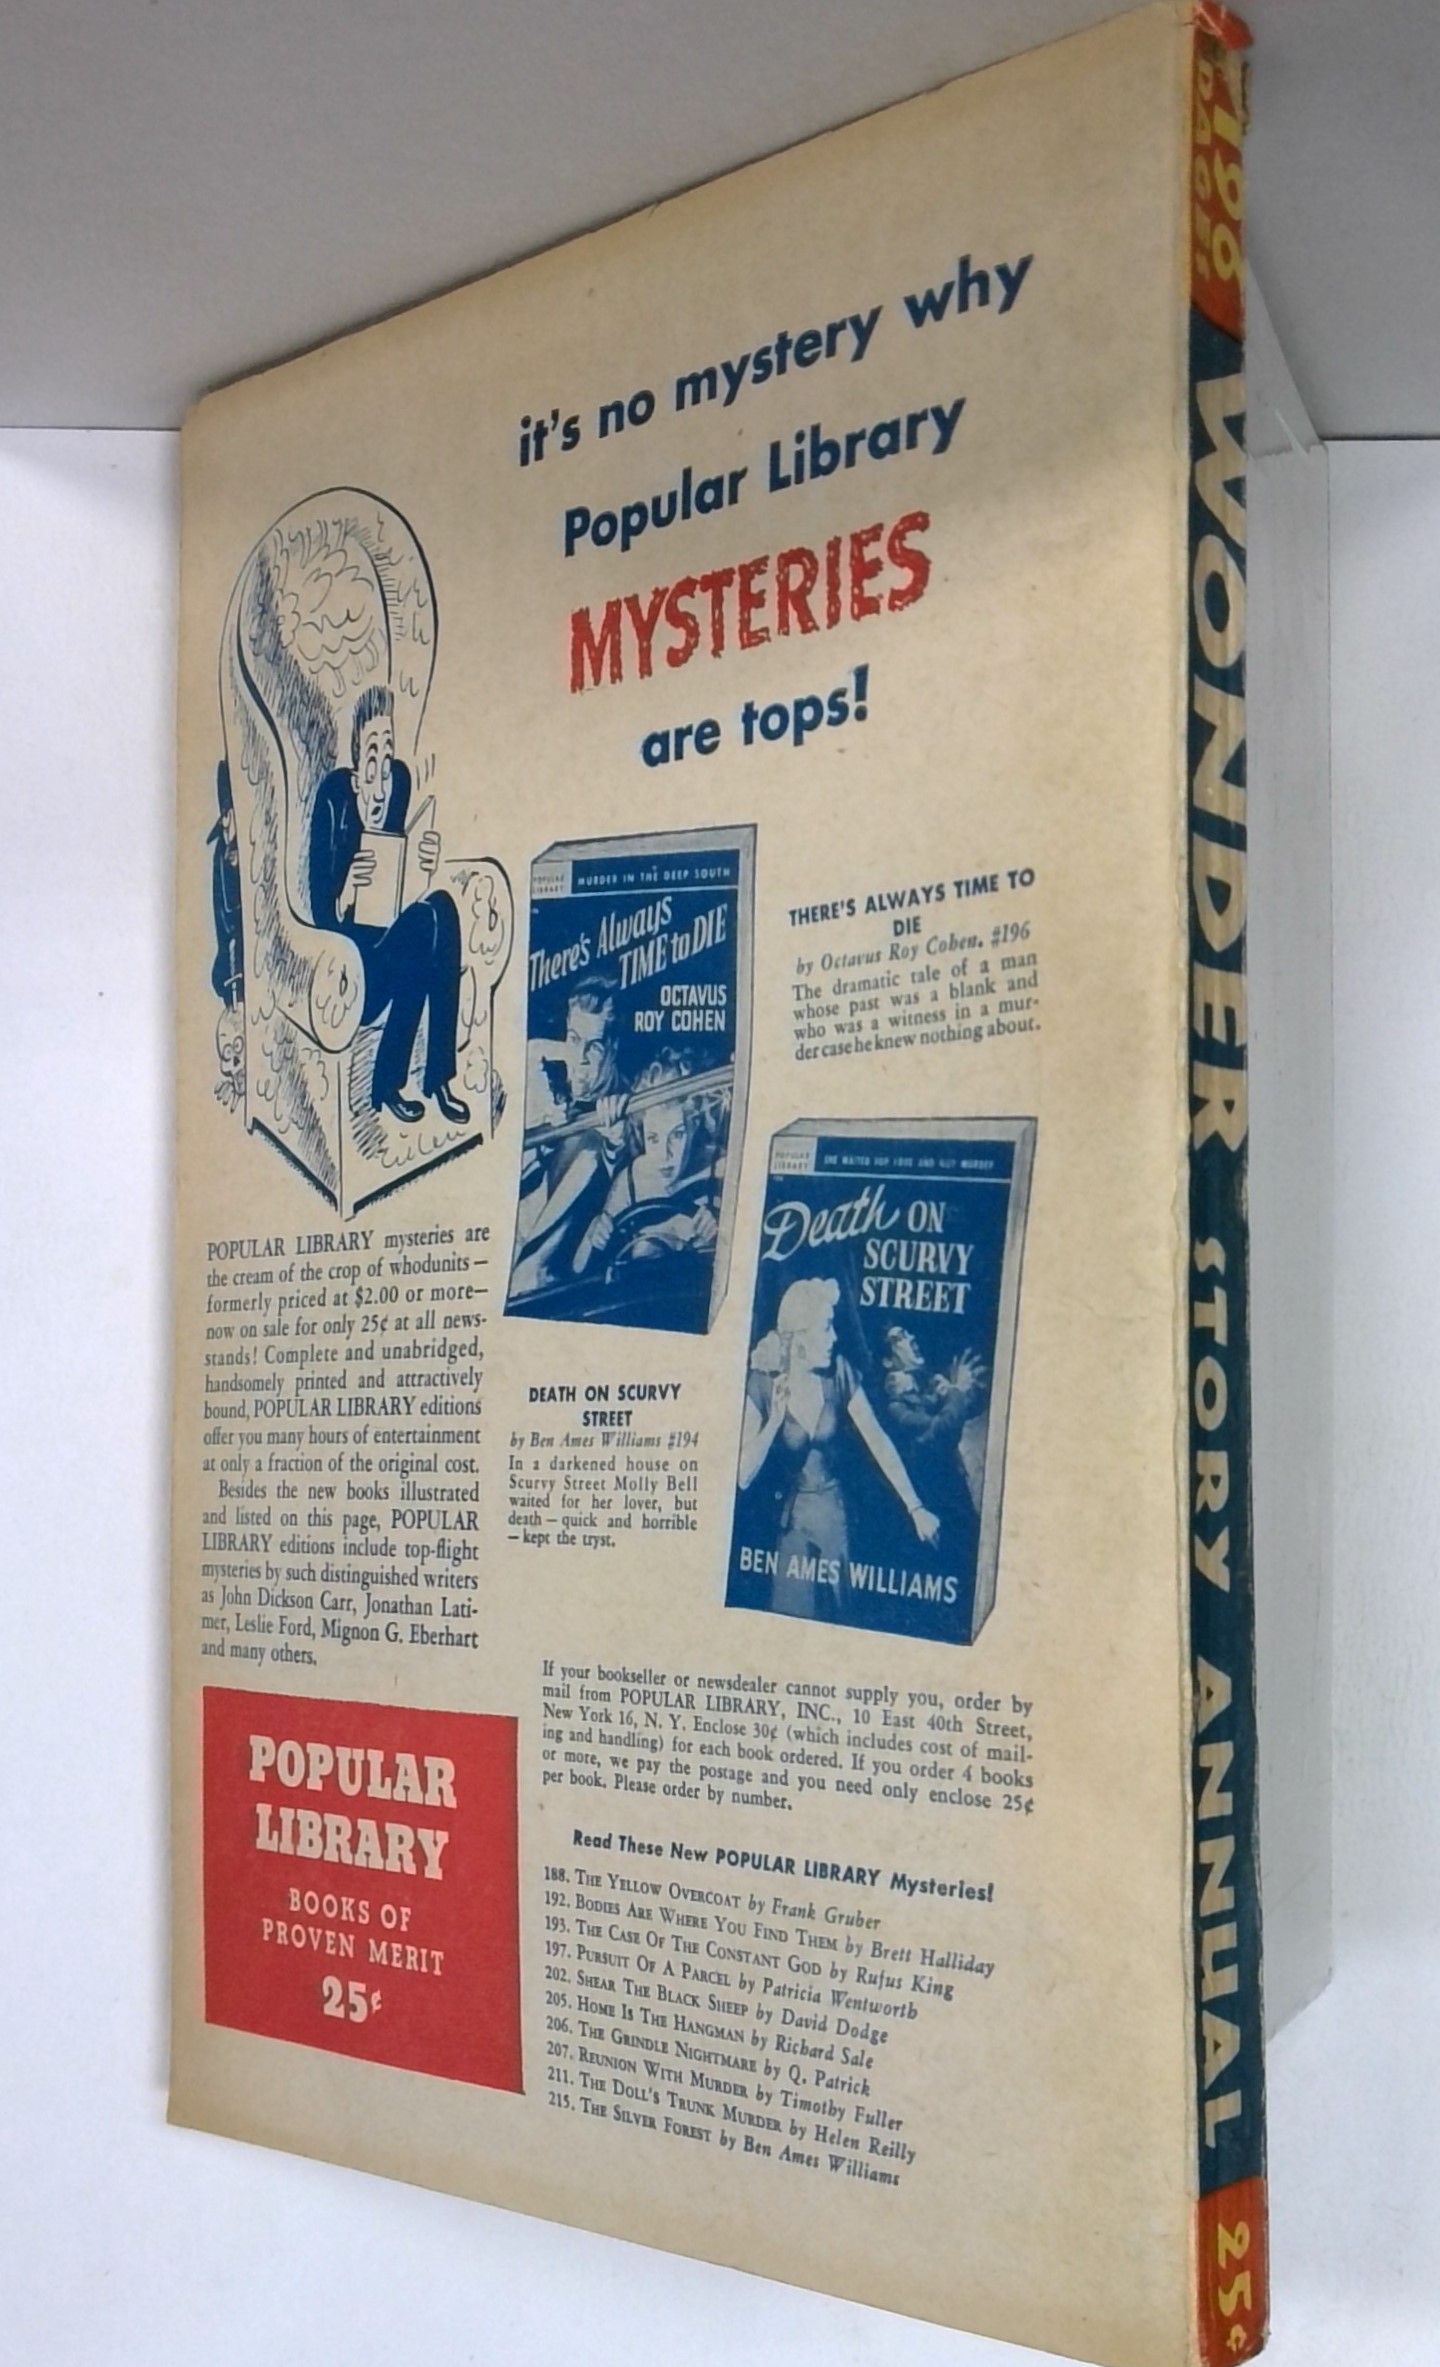 it's no mystery why
Popular Library
MYSTERIES
are tops!
POPULAR
LIBRARY
MURDER IN THE DEEP SOUTH
There's Always
TIME to DIE
OCTAVUS
ROY COHEN
THERE'S ALWAYS TIME TO
DIE
by Octavus Roy Cohen. #196
The dramatic tale of a man
whose past was a blank and
who was a witness in a mur-
der case he knew nothing about.
POPULAR
LIBRARY
SHE WAITED FOR LOVE AND GOT MURDER
Death ON
SCURVY
STREET
BEN AMES WILLIAMS
DEATH ON SCURVY
STREET
by Ben Ames Williams #194
In a darkened house on
Scurvy Street Molly Bell
waited for her lover, but
death — quick and horrible
— kept the tryst.
POPULAR LIBRARY mysteries are
the cream of the crop of whodunits —
formerly priced at $2.00 or more—
now on sale for only 25¢ at all news-
stands! Complete and unabridged,
handsomely printed and attractively
bound, POPULAR LIBRARY editions
offer you many hours of entertainment
at only a fraction of the original cost.
Besides the new books illustrated
and listed on this page, POPULAR
LIBRARY editions include top-flight
mysteries by such distinguished writers
as John Dickson Carr, Jonathan Lati-
mer, Leslie Ford, Mignon G. Eberhart
and many others.
POPULAR
LIBRARY
BOOKS OF
PROVEN MERIT
25¢
If your bookseller or newsdealer cannot supply you, order by
mail from POPULAR LIBRARY, INC., 10 East 40th Street,
New York 16, N. Y. Enclose 30¢ (which includes cost of mail-
ing and handling) for each book ordered. If you order 4 books
or more, we pay the postage and you need only enclose 25¢
per book. Please order by number.
Read These New POPULAR LIBRARY Mysteries!
188. THE YELLOW OVERCOAT by Frank Gruber
192. BODIES ARE WHERE YOU FIND THEM by Brett Halliday
193. THE CASE OF THE CONSTANT GOD by Rufus King
197. PURSUIT OF A PARCEL by Patricia Wentworth
202. SHEAR THE BLACK SHEEP by David Dodge
205. HOME IS THE HANGMAN by Richard Sale
206. THE GRINDLE NIGHTMARE by Q. Patrick
207. REUNION WITH MURDER by Timothy Fuller
211. THE DOLL'S TRUNK MURDER by Helen Reilly
215. THE SILVER FOREST by Ben Ames Williams
196
PAGES
WONDER STORY ANNUAL
25¢